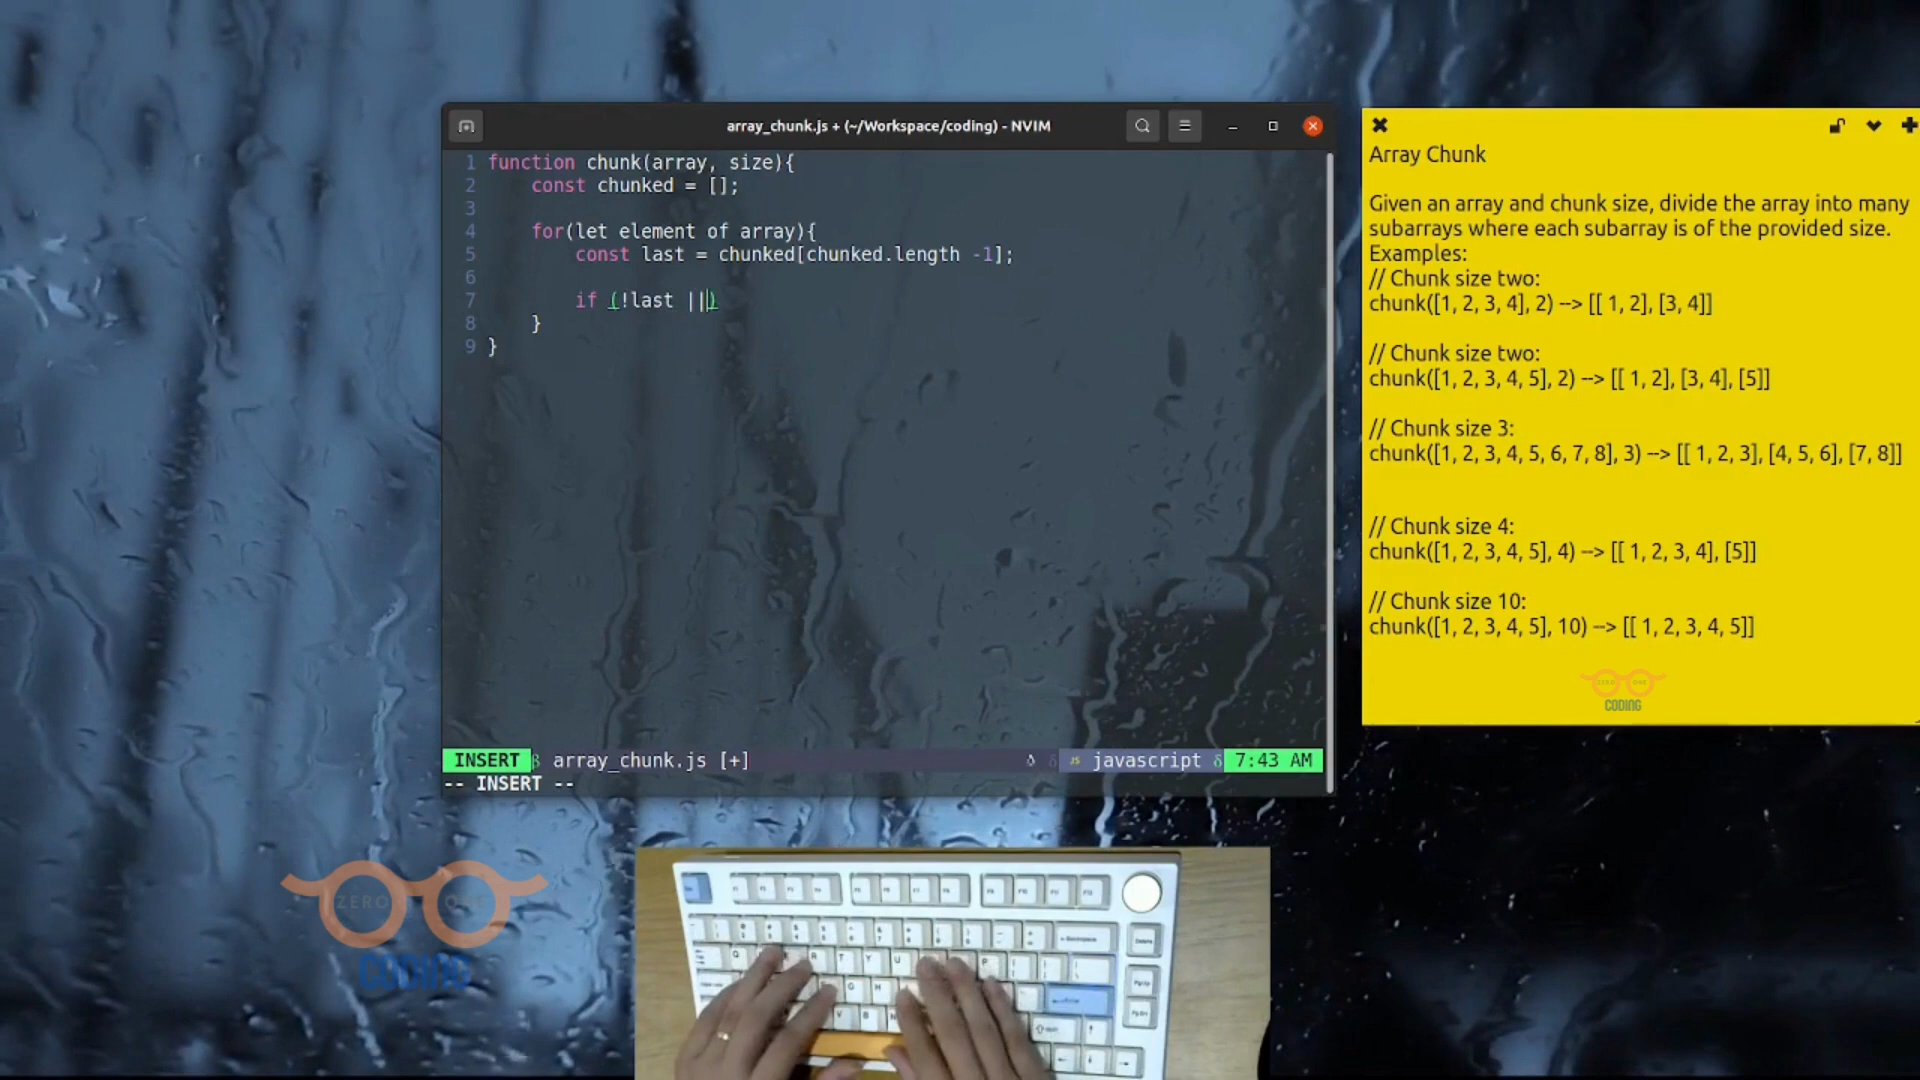 array_chunk.js + (~/Workspace/coding) - NVIM
1 function chunk(array, size){
2 const chunked = [];
3
4 for(let element of array){
5 const last = chunked[chunked.length -1];
6
7 if (!last ||)
8 }
9 }
INSERT array_chunk.js [+] JS javascript 7:43 AM
-- INSERT --
Array Chunk
Given an array and chunk size, divide the array into many
subarrays where each subarray is of the provided size.
Examples:
// Chunk size two:
chunk([1, 2, 3, 4], 2) --> [[ 1, 2], [3, 4]]
// Chunk size two:
chunk([1, 2, 3, 4, 5], 2) --> [[ 1, 2], [3, 4], [5]]
// Chunk size 3:
chunk([1, 2, 3, 4, 5, 6, 7, 8], 3) --> [[ 1, 2, 3], [4, 5, 6], [7, 8]]
// Chunk size 4:
chunk([1, 2, 3, 4, 5], 4) --> [[ 1, 2, 3, 4], [5]]
// Chunk size 10:
chunk([1, 2, 3, 4, 5], 10) --> [[ 1, 2, 3, 4, 5]]
ZERO ONE
CODING
ZERO ONE
CODING